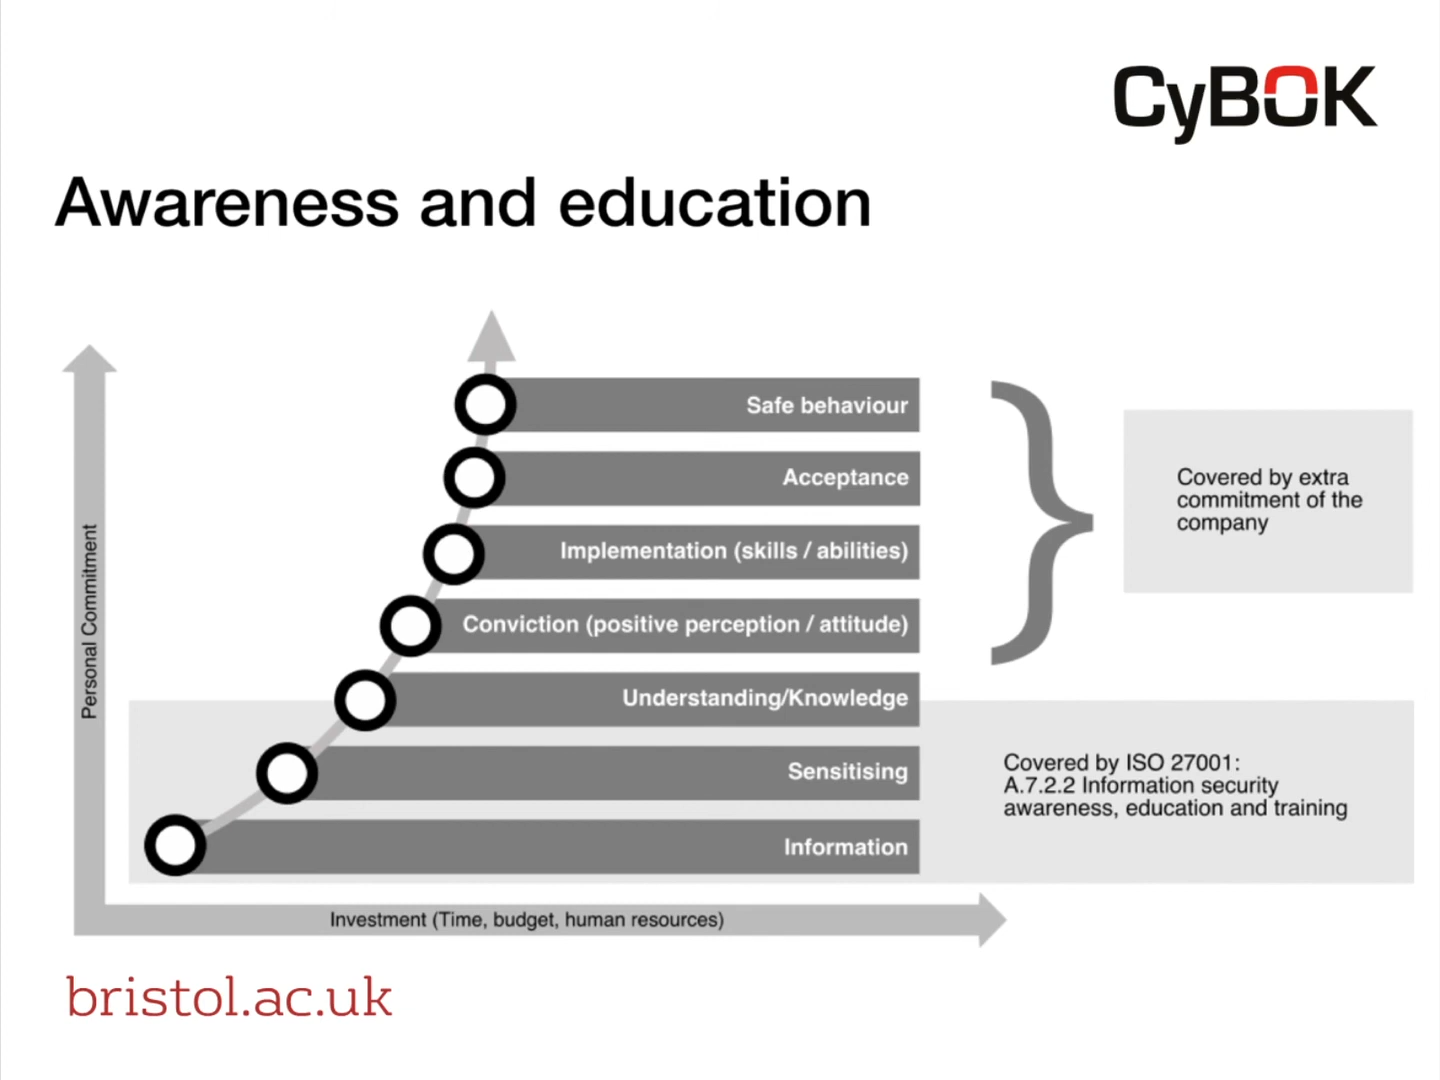 CyBOK
Awareness and education
Safe behaviour
Acceptance
Implementation (skills / abilities)
Conviction (positive perception / attitude)
Understanding/Knowledge
Sensitising
Information
Covered by extra
commitment of the
company
Covered by ISO 27001:
A.7.2.2 Information security
awareness, education and training
Personal Commitment
Investment (Time, budget, human resources)
bristol.ac.uk